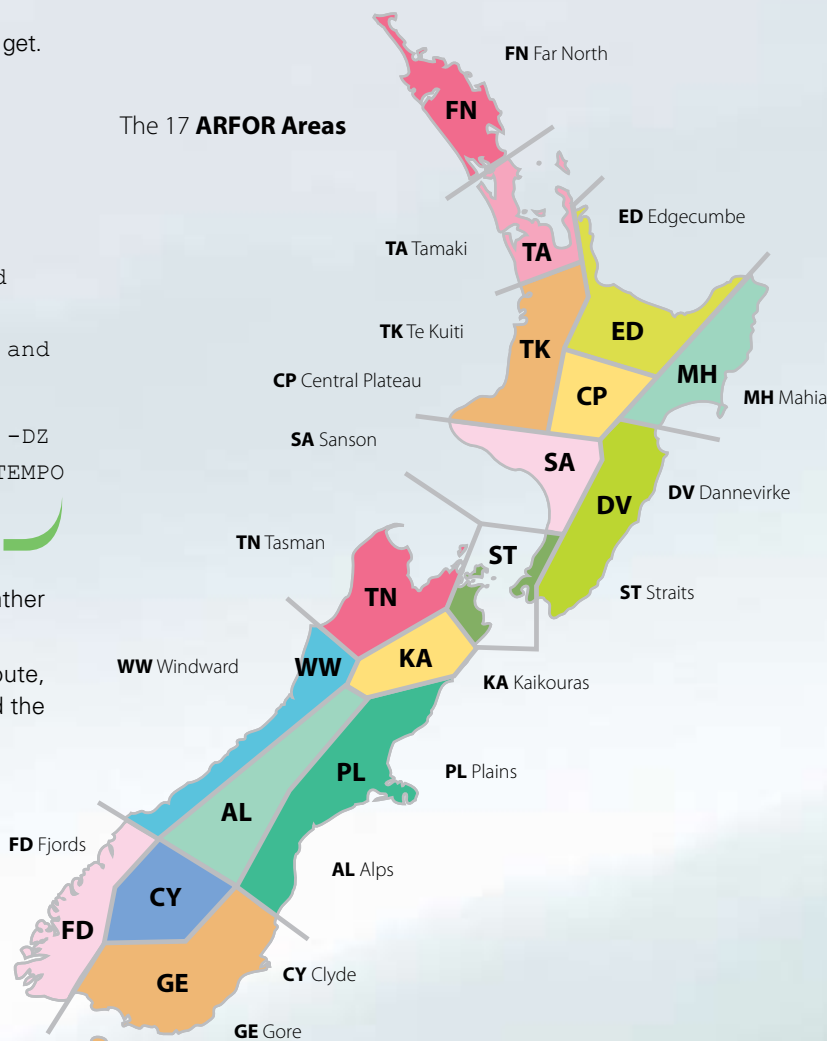 get.
The 17 ARFOR Areas
d
and
-DZ
TEMPO
ther
oute,
d the
FN Far North
FN
ED Edgecumbe
TA Tamaki
TA
TK Te Kuiti
TK
ED
CP Central Plateau
CP
MH
MH Mahia
SA Sanson
SA
DV
DV Dannevirke
TN Tasman
ST
TN
ST Straits
WW Windward
WW
KA
KA Kaikouras
PL
PL Plains
AL
FD Fjords
AL Alps
CY
FD
GE
CY Clyde
GE Gore